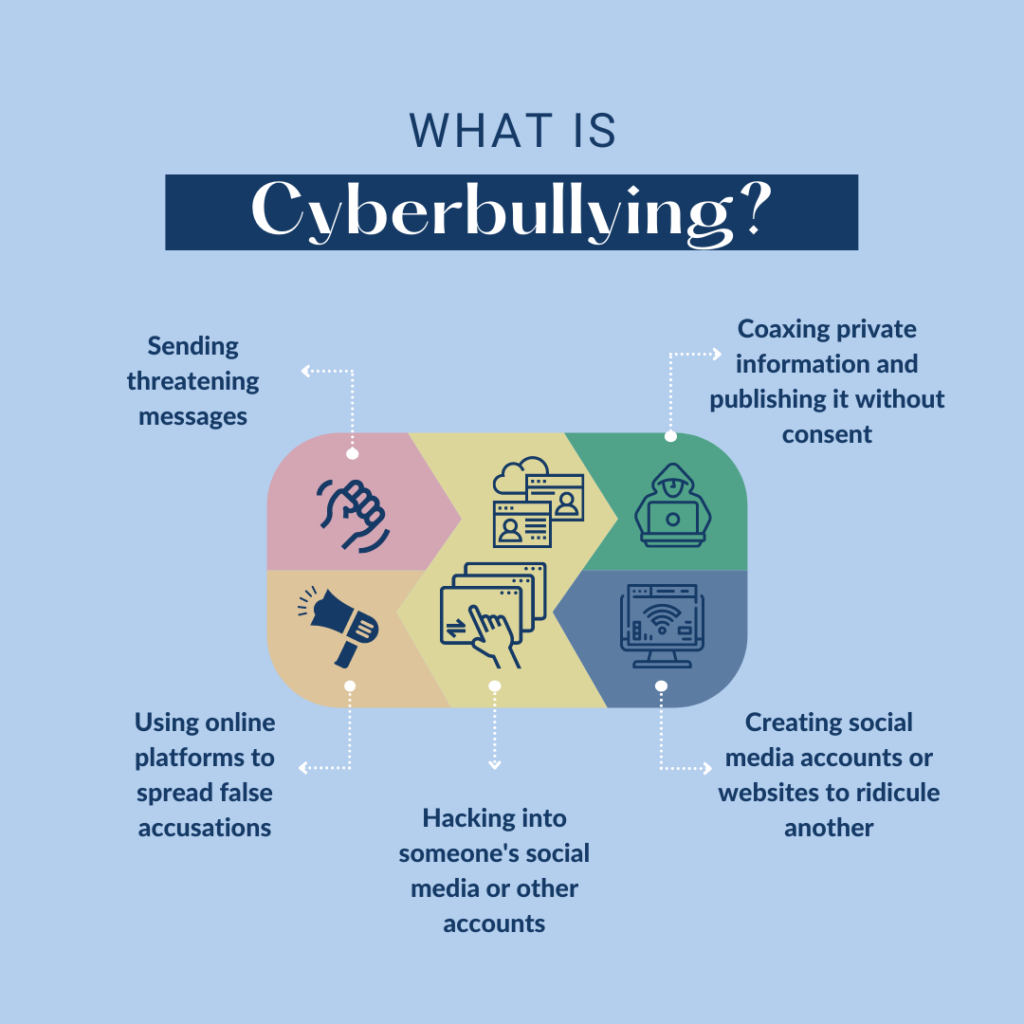 WHAT IS
Cyberbullying?
Sending
threatening
messages
Coaxing private
information and
publishing it without
consent
Using online
platforms to
spread false
accusations
Hacking into
someone's social
media or other
accounts
Creating social
media accounts or
websites to ridicule
another